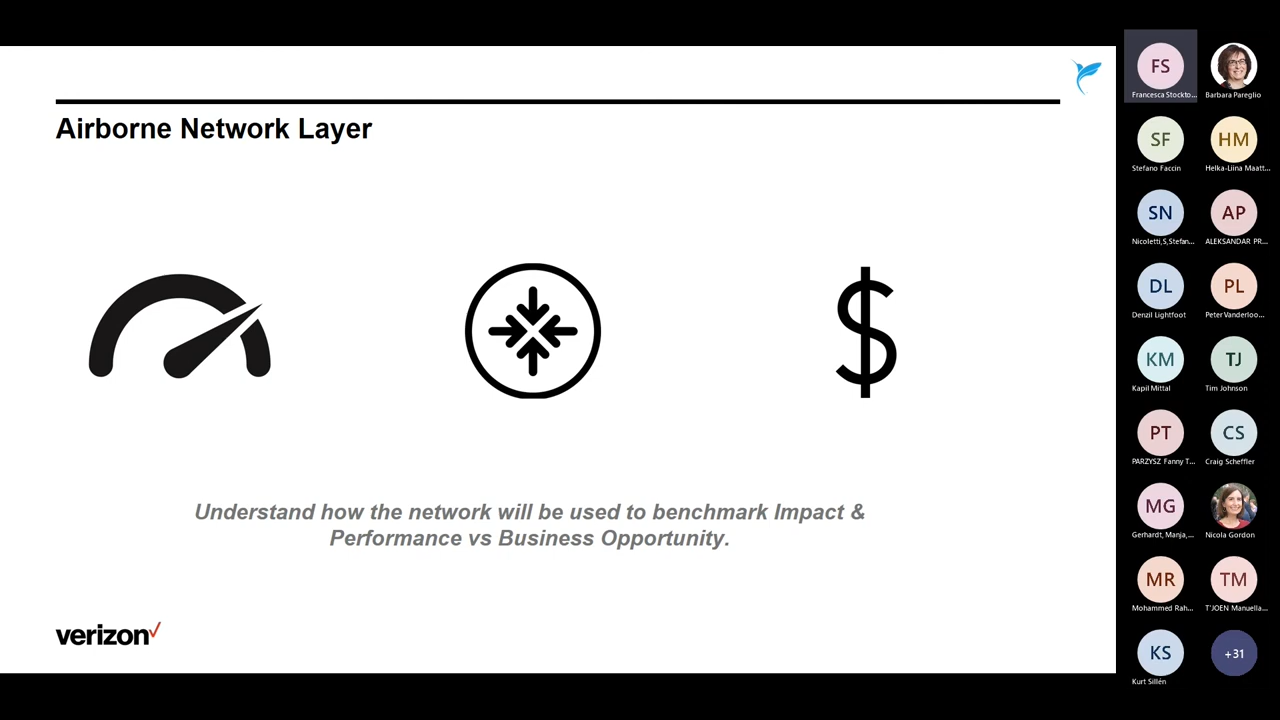 Airborne Network Layer
Understand how the network will be used to benchmark Impact &
Performance vs Business Opportunity.
verizon
FS
Francesca Stockto...
Barbara Pareglio
SF
Stefano Faccin
HM
Helka-Liina Maatt...
SN
Nicoletti,S,Stefan...
AP
ALEKSANDAR PR...
DL
Denzil Lightfoot
PL
Peter Vanderloo...
KM
Kapil Mittal
TJ
Tim Johnson
PT
PARZYSZ Fanny T...
CS
Craig Scheffler
MG
Gerhardt, Manja,...
Nicola Gordon
MR
Mohammed Rah...
TM
T'JOEN Manuella...
KS
Kurt Sillén
+31